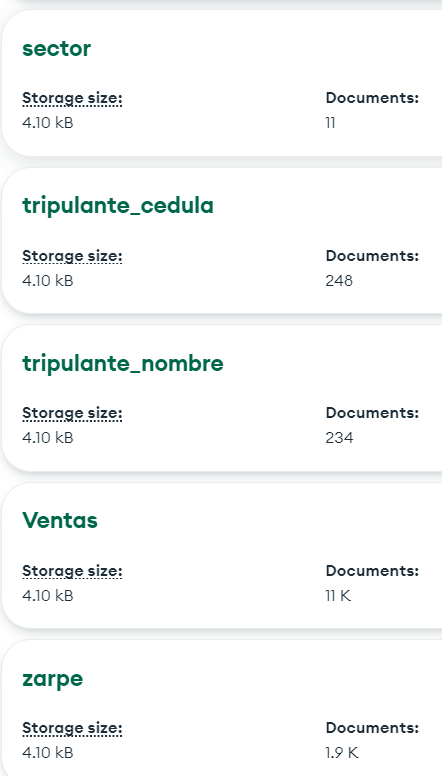 sector
Storage size: Documents:
4.10 kB 11
tripulante_cedula
Storage size: Documents:
4.10 kB 248
tripulante_nombre
Storage size: Documents:
4.10 kB 234
Ventas
Storage size: Documents:
4.10 kB 11 K
zarpe
Storage size: Documents:
4.10 kB 1.9 K